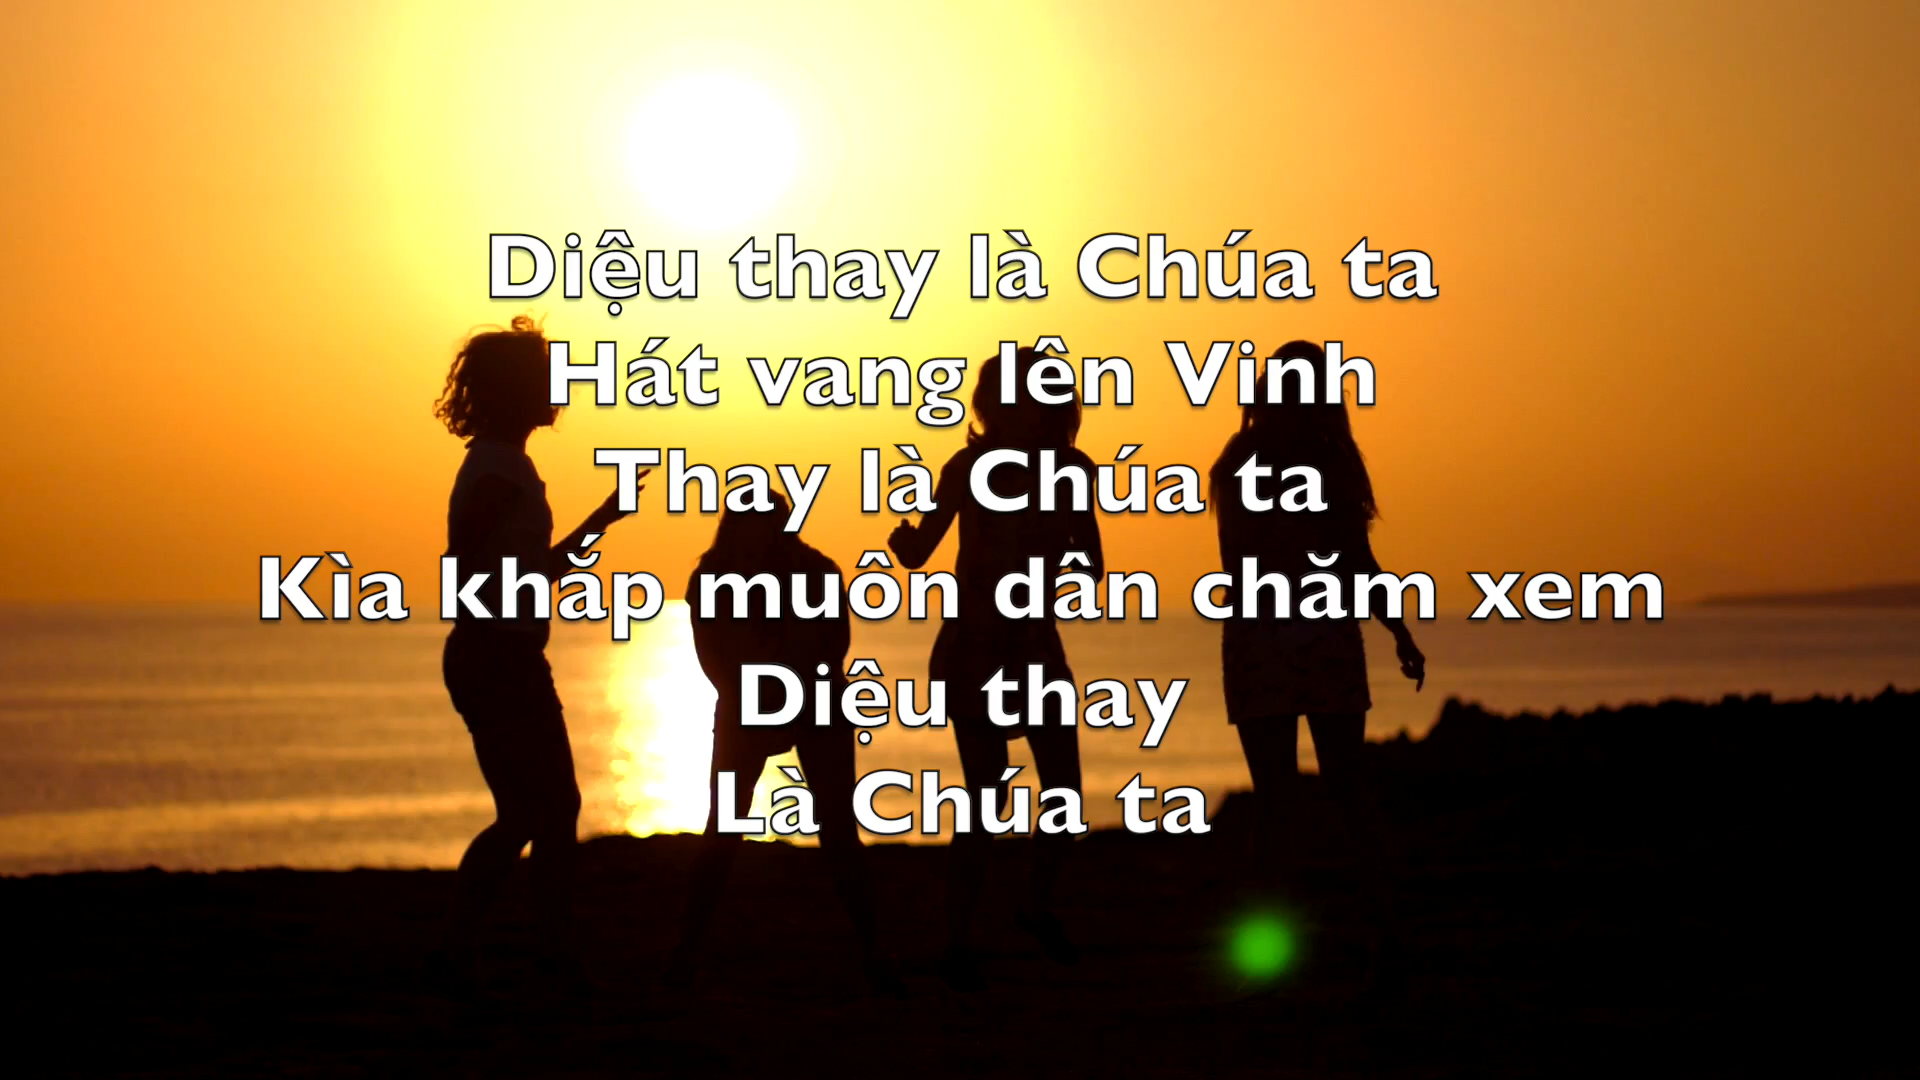 Diệu thay là Chúa ta
Hát vang lên Vinh
Thay là Chúa ta
Kìa khắp muôn dân chăm xem
Diệu thay
Là Chúa ta